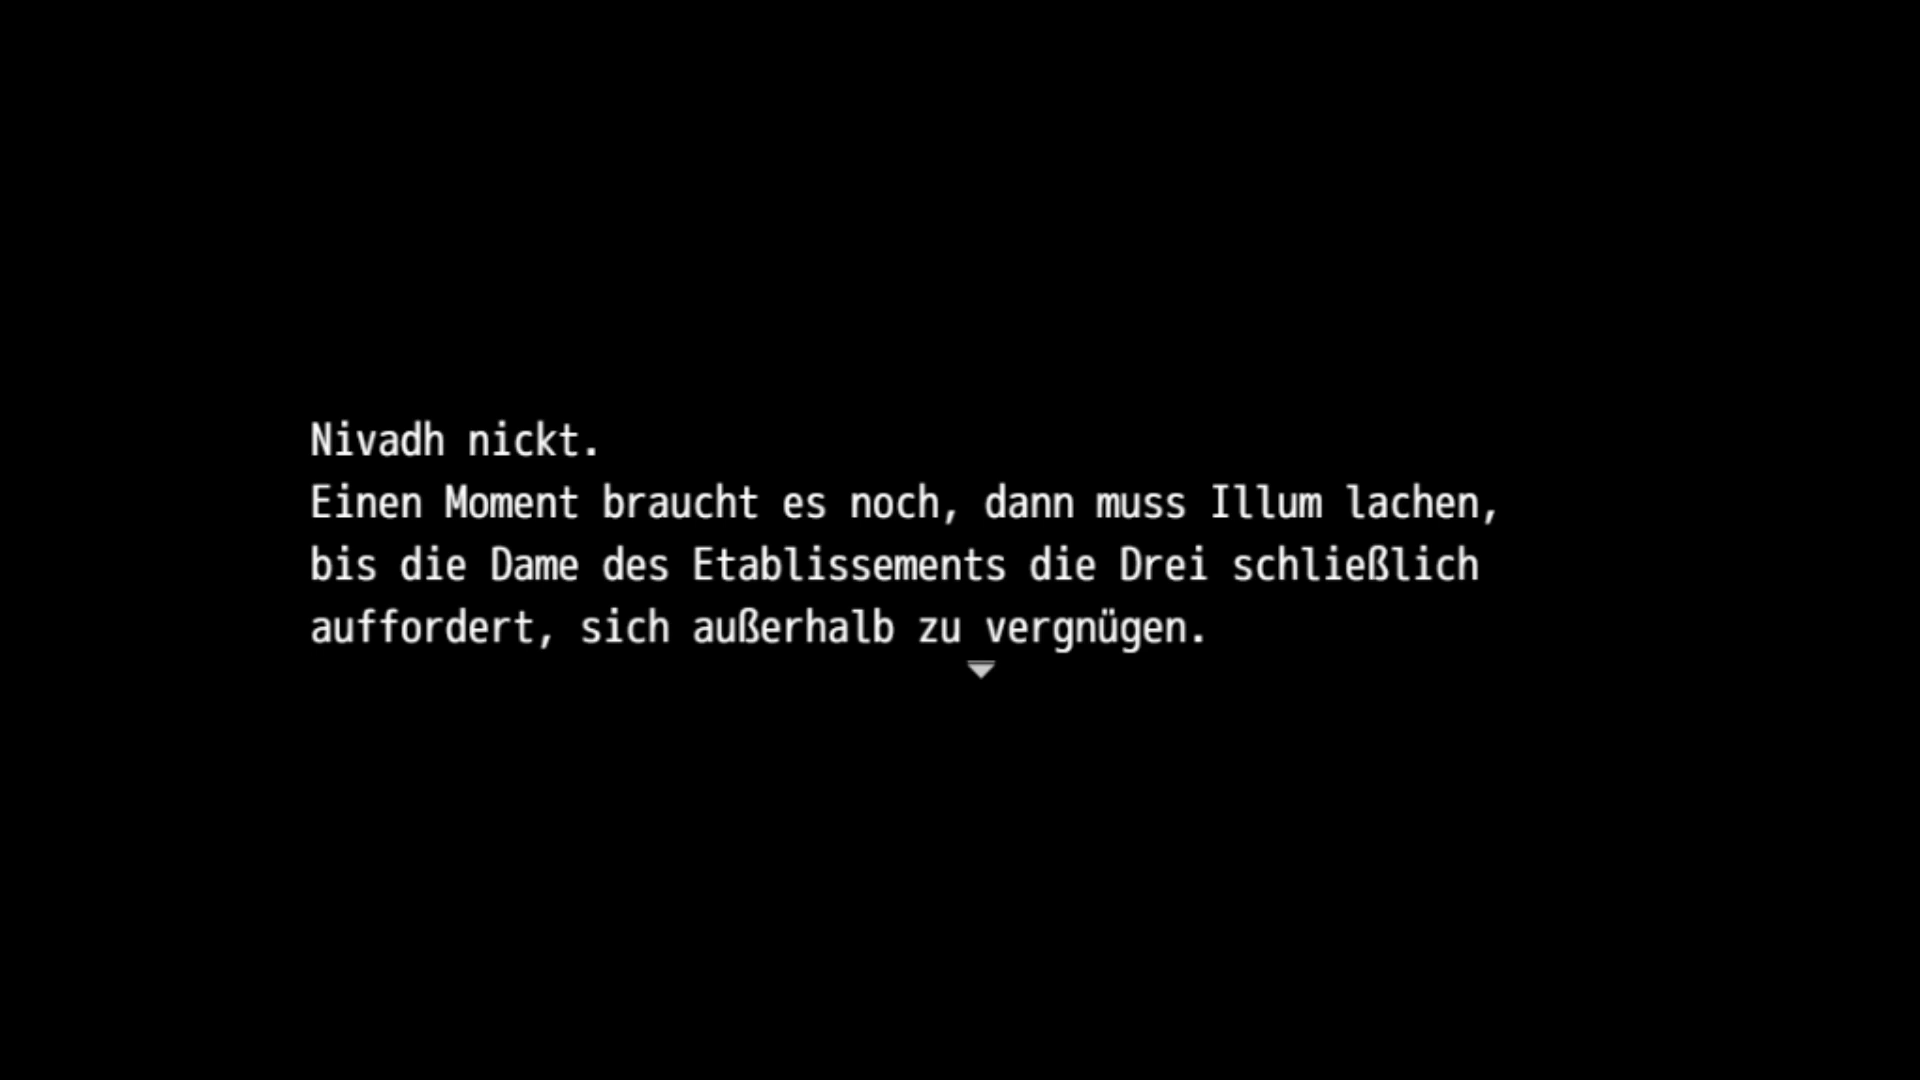 Nivadh nickt.
Einen Moment braucht es noch, dann muss Illum lachen,
bis die Dame des Etablissements die Drei schließlich
auffordert, sich außerhalb zu vergnügen.